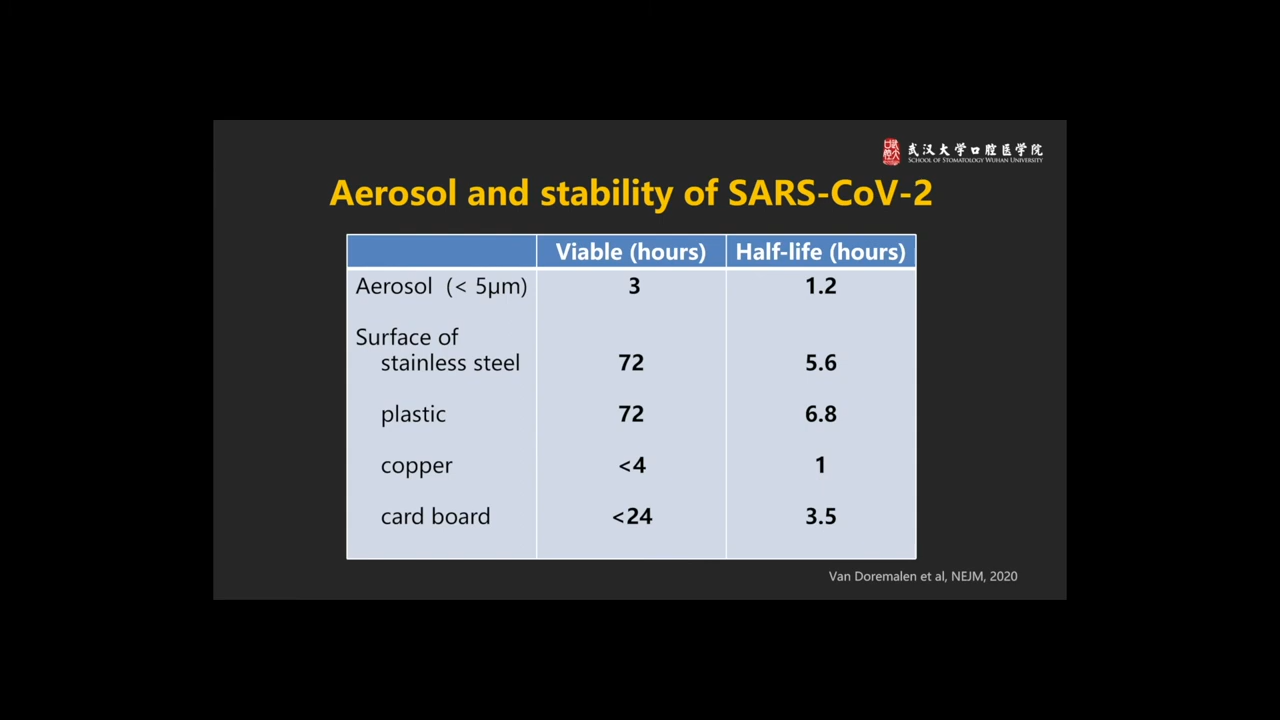 武汉大学口腔医学院
SCHOOL OF STOMATOLOGY WUHAN UNIVERSITY
Aerosol and stability of SARS-CoV-2
Viable (hours) Half-life (hours)
Aerosol (< 5μm) 3 1.2
Surface of
stainless steel 72 5.6
plastic 72 6.8
copper <4 1
card board <24 3.5
Van Doremalen et al, NEJM, 2020